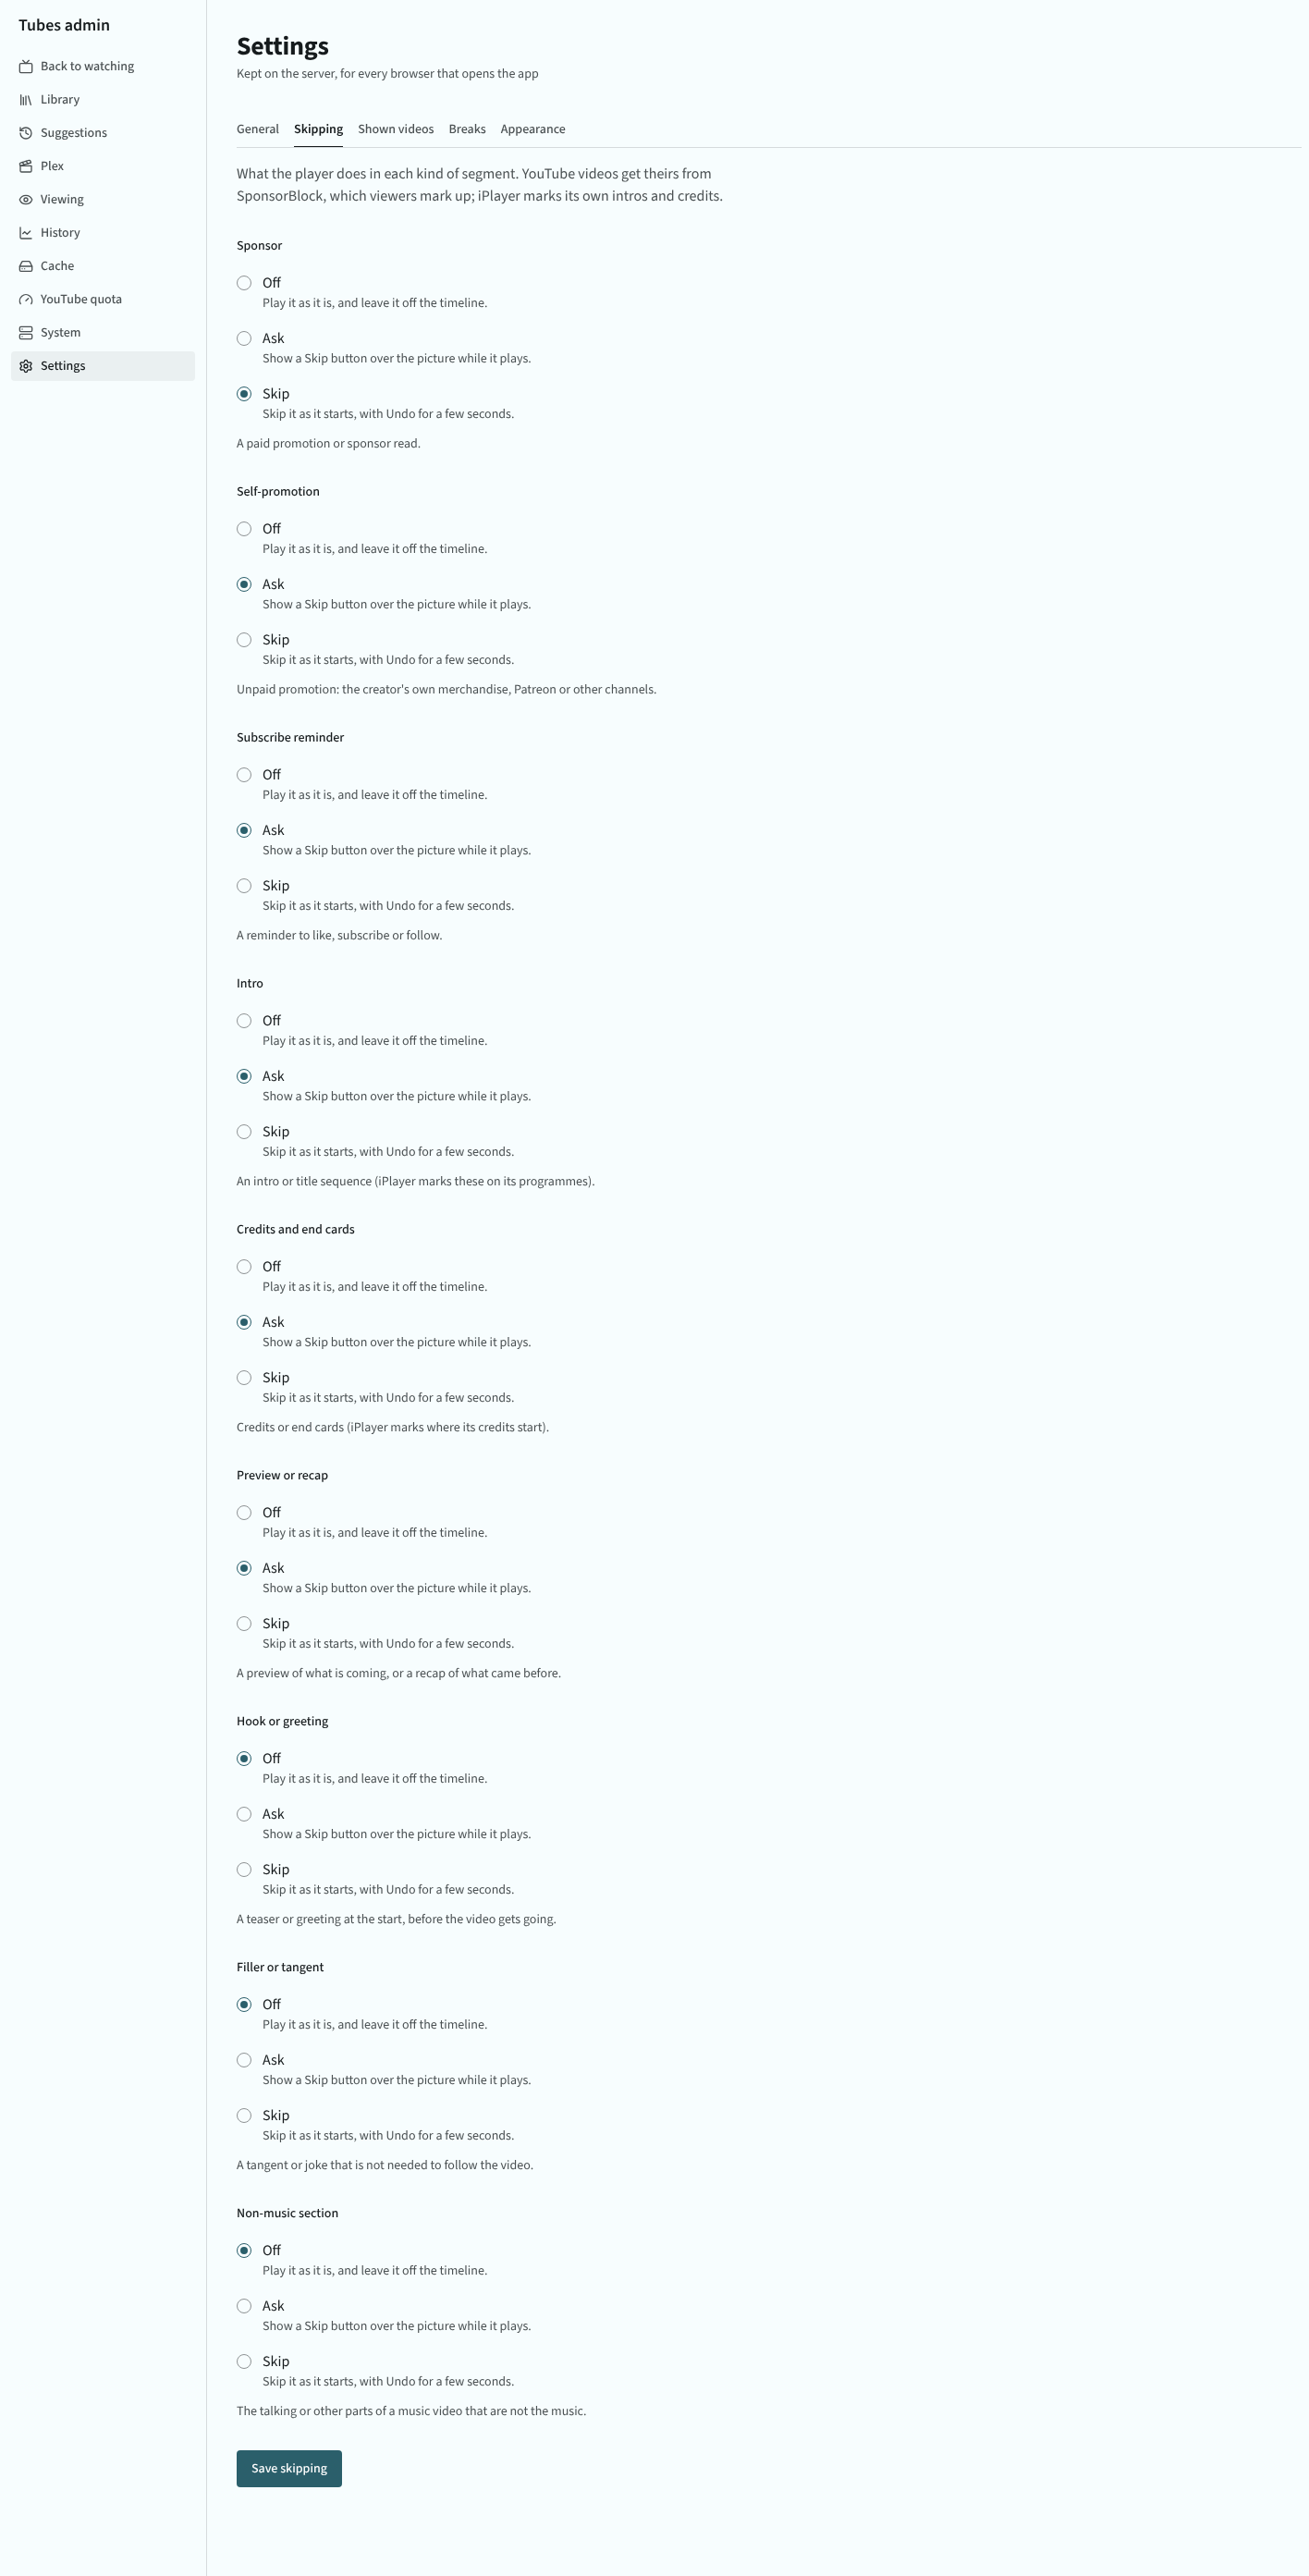 Tubes admin
Back to watching
Library
Suggestions
Plex
Viewing
History
Cache
YouTube quota
System
Settings
Settings
Kept on the server, for every browser that opens the app
General Skipping Shown videos Breaks Appearance
What the player does in each kind of segment. YouTube videos get theirs from
SponsorBlock, which viewers mark up; iPlayer marks its own intros and credits.
Sponsor
Off
Play it as it is, and leave it off the timeline.
Ask
Show a Skip button over the picture while it plays.
Skip
Skip it as it starts, with Undo for a few seconds.
A paid promotion or sponsor read.
Self-promotion
Off
Play it as it is, and leave it off the timeline.
Ask
Show a Skip button over the picture while it plays.
Skip
Skip it as it starts, with Undo for a few seconds.
Unpaid promotion: the creator's own merchandise, Patreon or other channels.
Subscribe reminder
Off
Play it as it is, and leave it off the timeline.
Ask
Show a Skip button over the picture while it plays.
Skip
Skip it as it starts, with Undo for a few seconds.
A reminder to like, subscribe or follow.
Intro
Off
Play it as it is, and leave it off the timeline.
Ask
Show a Skip button over the picture while it plays.
Skip
Skip it as it starts, with Undo for a few seconds.
An intro or title sequence (iPlayer marks these on its programmes).
Credits and end cards
Off
Play it as it is, and leave it off the timeline.
Ask
Show a Skip button over the picture while it plays.
Skip
Skip it as it starts, with Undo for a few seconds.
Credits or end cards (iPlayer marks where its credits start).
Preview or recap
Off
Play it as it is, and leave it off the timeline.
Ask
Show a Skip button over the picture while it plays.
Skip
Skip it as it starts, with Undo for a few seconds.
A preview of what is coming, or a recap of what came before.
Hook or greeting
Off
Play it as it is, and leave it off the timeline.
Ask
Show a Skip button over the picture while it plays.
Skip
Skip it as it starts, with Undo for a few seconds.
A teaser or greeting at the start, before the video gets going.
Filler or tangent
Off
Play it as it is, and leave it off the timeline.
Ask
Show a Skip button over the picture while it plays.
Skip
Skip it as it starts, with Undo for a few seconds.
A tangent or joke that is not needed to follow the video.
Non-music section
Off
Play it as it is, and leave it off the timeline.
Ask
Show a Skip button over the picture while it plays.
Skip
Skip it as it starts, with Undo for a few seconds.
The talking or other parts of a music video that are not the music.
Save skipping